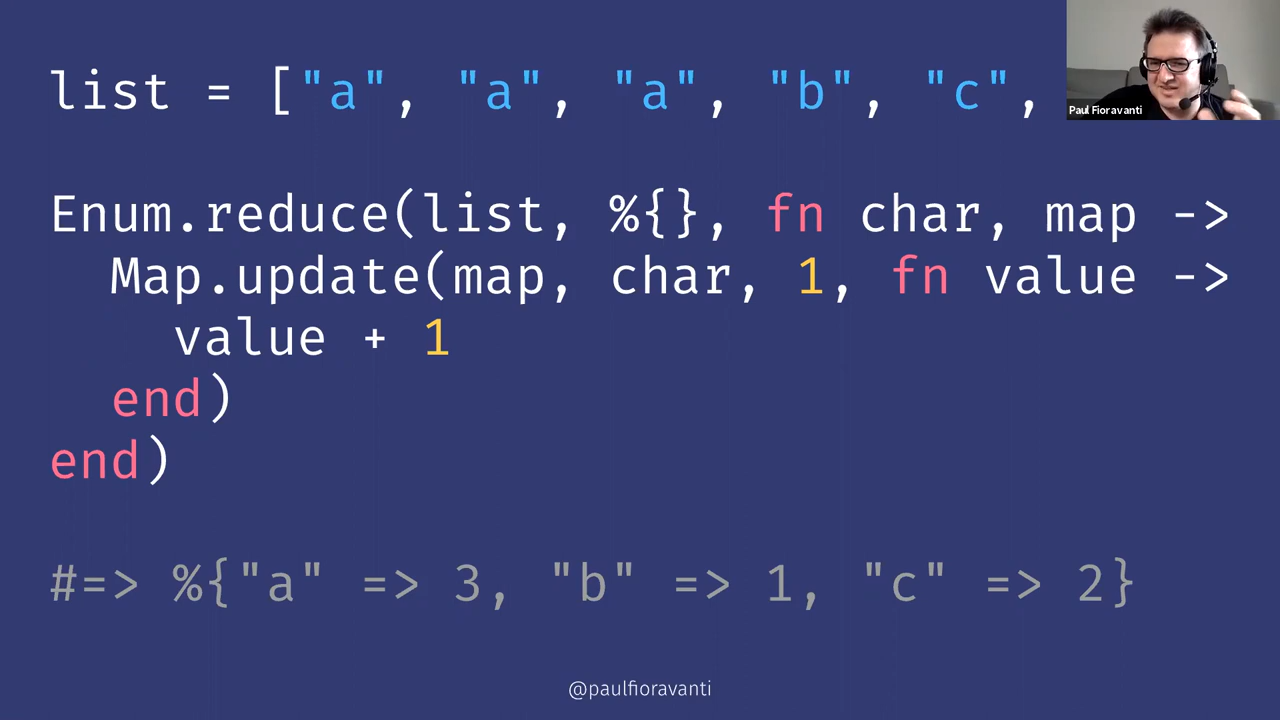 list = ["a", "a", "a", "b", "c",
Paul Fioravanti
Enum.reduce(list, %{}, fn char, map ->
  Map.update(map, char, 1, fn value ->
    value + 1
  end)
end)
#=> %{"a" => 3, "b" => 1, "c" => 2}
@paulfioravanti